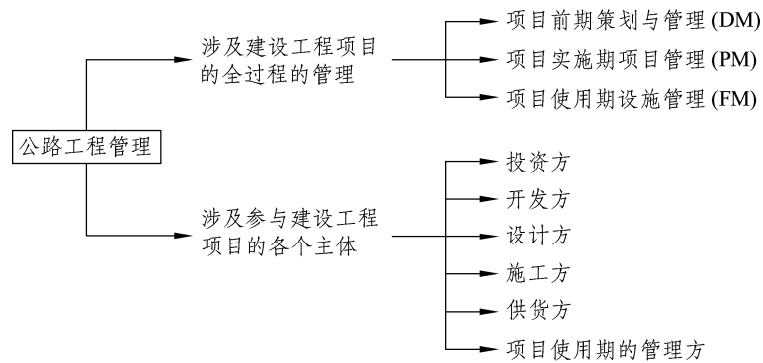 公路工程管理
涉及建设工程项目
的全过程的管理
项目前期策划与管理(DM)
项目实施期项目管理(PM)
项目使用期设施管理(FM)
涉及参与建设工程
项目的各个主体
投资方
开发方
设计方
施工方
供货方
项目使用期的管理方